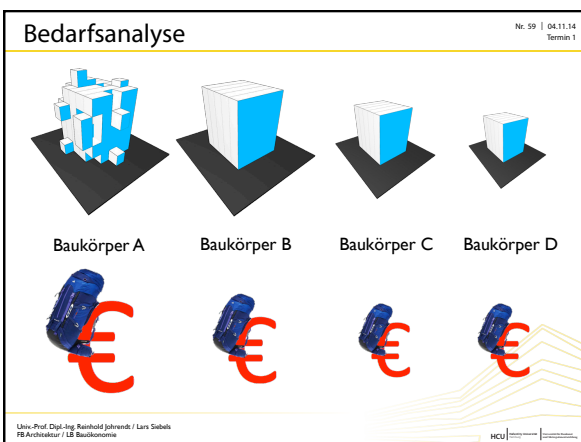 Bedarfsanalyse
Nr. 59 | 04.11.14
Termin 1
Baukörper A
Baukörper B
Baukörper C
Baukörper D
€
€
€
€
Univ.-Prof. Dipl.-Ing. Reinhold Johrendt / Lars Siebels
FB Architektur / LB Bauökonomie
HCU